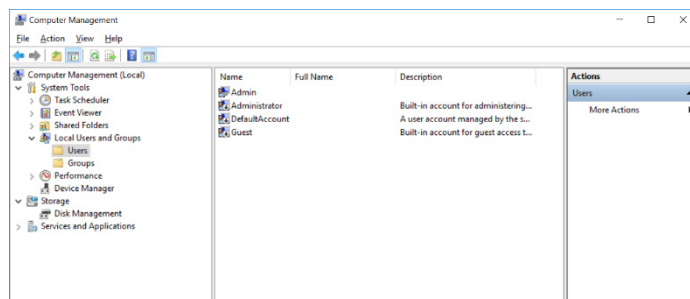 Computer Management
File Action View Help
Computer Management (Local)
System Tools
Task Scheduler
Event Viewer
Shared Folders
Local Users and Groups
Users
Groups
Performance
Device Manager
Storage
Disk Management
Services and Applications
Name Full Name Description
Admin
Administrator Built-in account for administering...
DefaultAccount A user account managed by the s...
Guest Built-in account for guest access t...
Actions
Users
More Actions